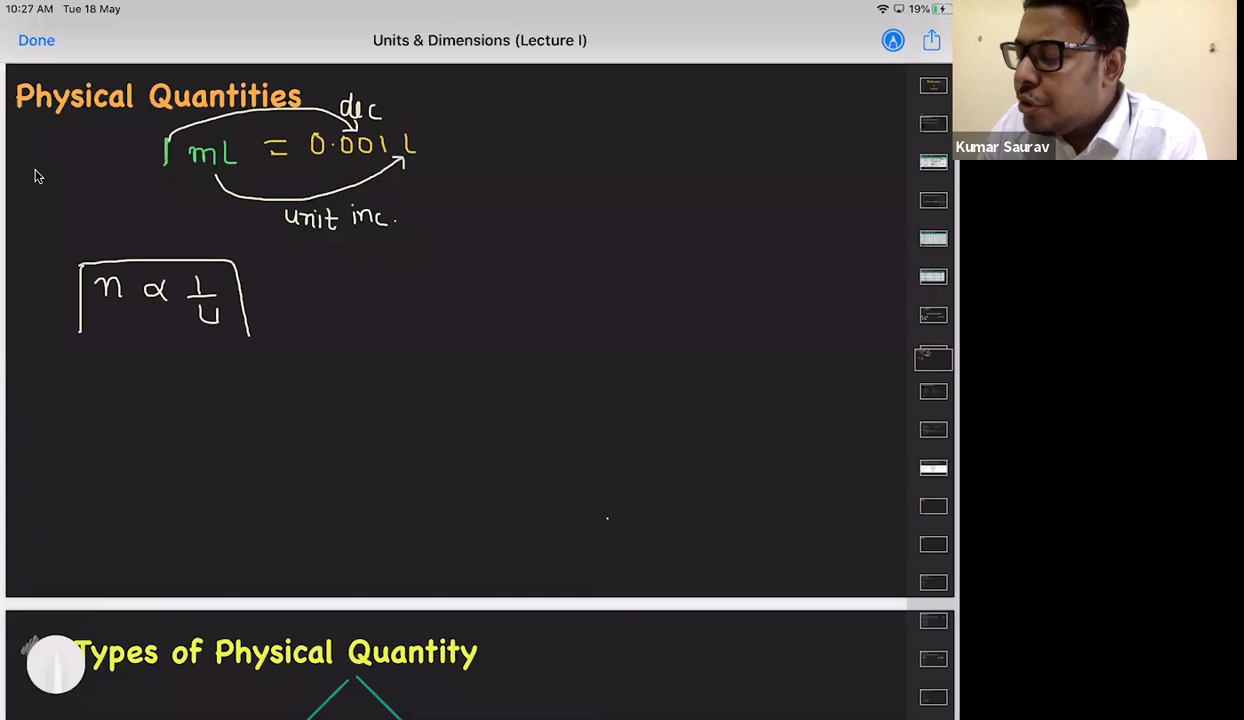 10:27 AM Tue 18 May 19%
Done Units & Dimensions (Lecture I)
Physical Quantities
dec
1 mL = 0.001 L
unit inc.
n ∝ 1/u
Kumar Saurav
Types of Physical Quantity